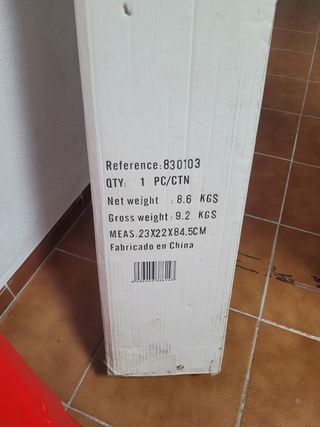 Reference:830103
QTY: 1 PC/CTN
Net weight :8.6 KGS
Gross weight:9.2 KGS
MEAS:23X22X84.5CM
Fabricado en China